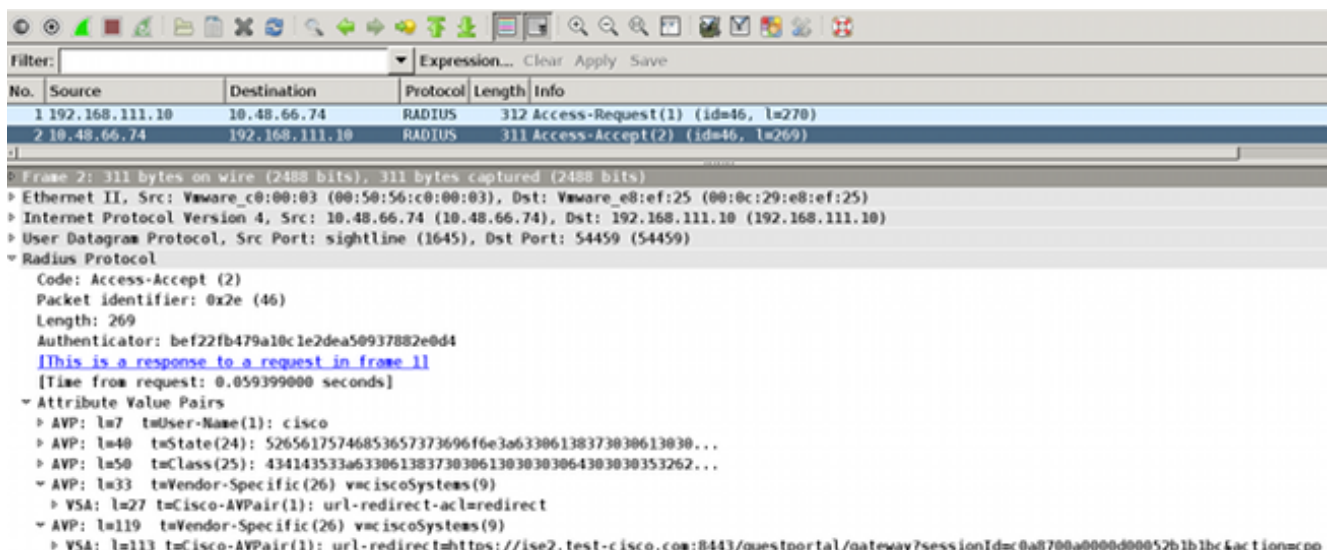 Filter: Expression... Clear Apply Save
No. Source Destination Protocol Length Info
1 192.168.111.10 10.48.66.74 RADIUS 312 Access-Request(1) (id=46, l=270)
2 10.48.66.74 192.168.111.10 RADIUS 311 Access-Accept(2) (id=46, l=269)
Frame 2: 311 bytes on wire (2488 bits), 311 bytes captured (2488 bits)
Ethernet II, Src: Vmware_c0:00:03 (00:50:56:c0:00:03), Dst: Vmware_e8:ef:25 (00:0c:29:e8:ef:25)
Internet Protocol Version 4, Src: 10.48.66.74 (10.48.66.74), Dst: 192.168.111.10 (192.168.111.10)
User Datagram Protocol, Src Port: sightline (1645), Dst Port: 54459 (54459)
Radius Protocol
Code: Access-Accept (2)
Packet identifier: 0x2e (46)
Length: 269
Authenticator: bef22fb479a10c1e2dea50937882e0d4
[This is a response to a request in frame 1]
[Time from request: 0.059399000 seconds]
Attribute Value Pairs
AVP: l=7 t=User-Name(1): cisco
AVP: l=40 t=State(24): 52656175746853657373696f6e3a63306138373030613030...
AVP: l=50 t=Class(25): 434143533a63306138373030613030303064303030353262...
AVP: l=33 t=Vendor-Specific(26) v=ciscoSystems(9)
VSA: l=27 t=Cisco-AVPair(1): url-redirect-acl=redirect
AVP: l=119 t=Vendor-Specific(26) v=ciscoSystems(9)
VSA: l=113 t=Cisco-AVPair(1): url-redirect=https://ise2.test-cisco.com:8443/guestportal/gateway?sessionId=c0a8700a0000d00052b1b1bc&action=cpp